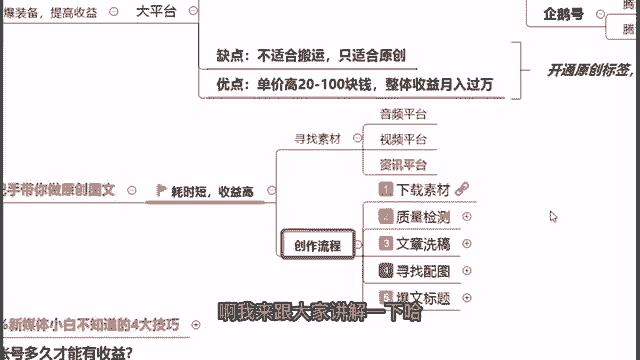 爆装备，提高收益
大平台
企鹅号
腾
腾
缺点：不适合搬运，只适合原创
优点：单价高20-100块钱，整体收益月入过万
开通原创标签，
寻找素材
音频平台
视频平台
资讯平台
把手带你做原创图文
耗时短，收益高
创作流程
1 下载素材
2 质量检测
3 文章洗稿
4 寻找配图
5 爆文标题
啊我来跟大家讲解一下哈
%新媒体小白不知道的4大技巧
账号多久才能有收益？